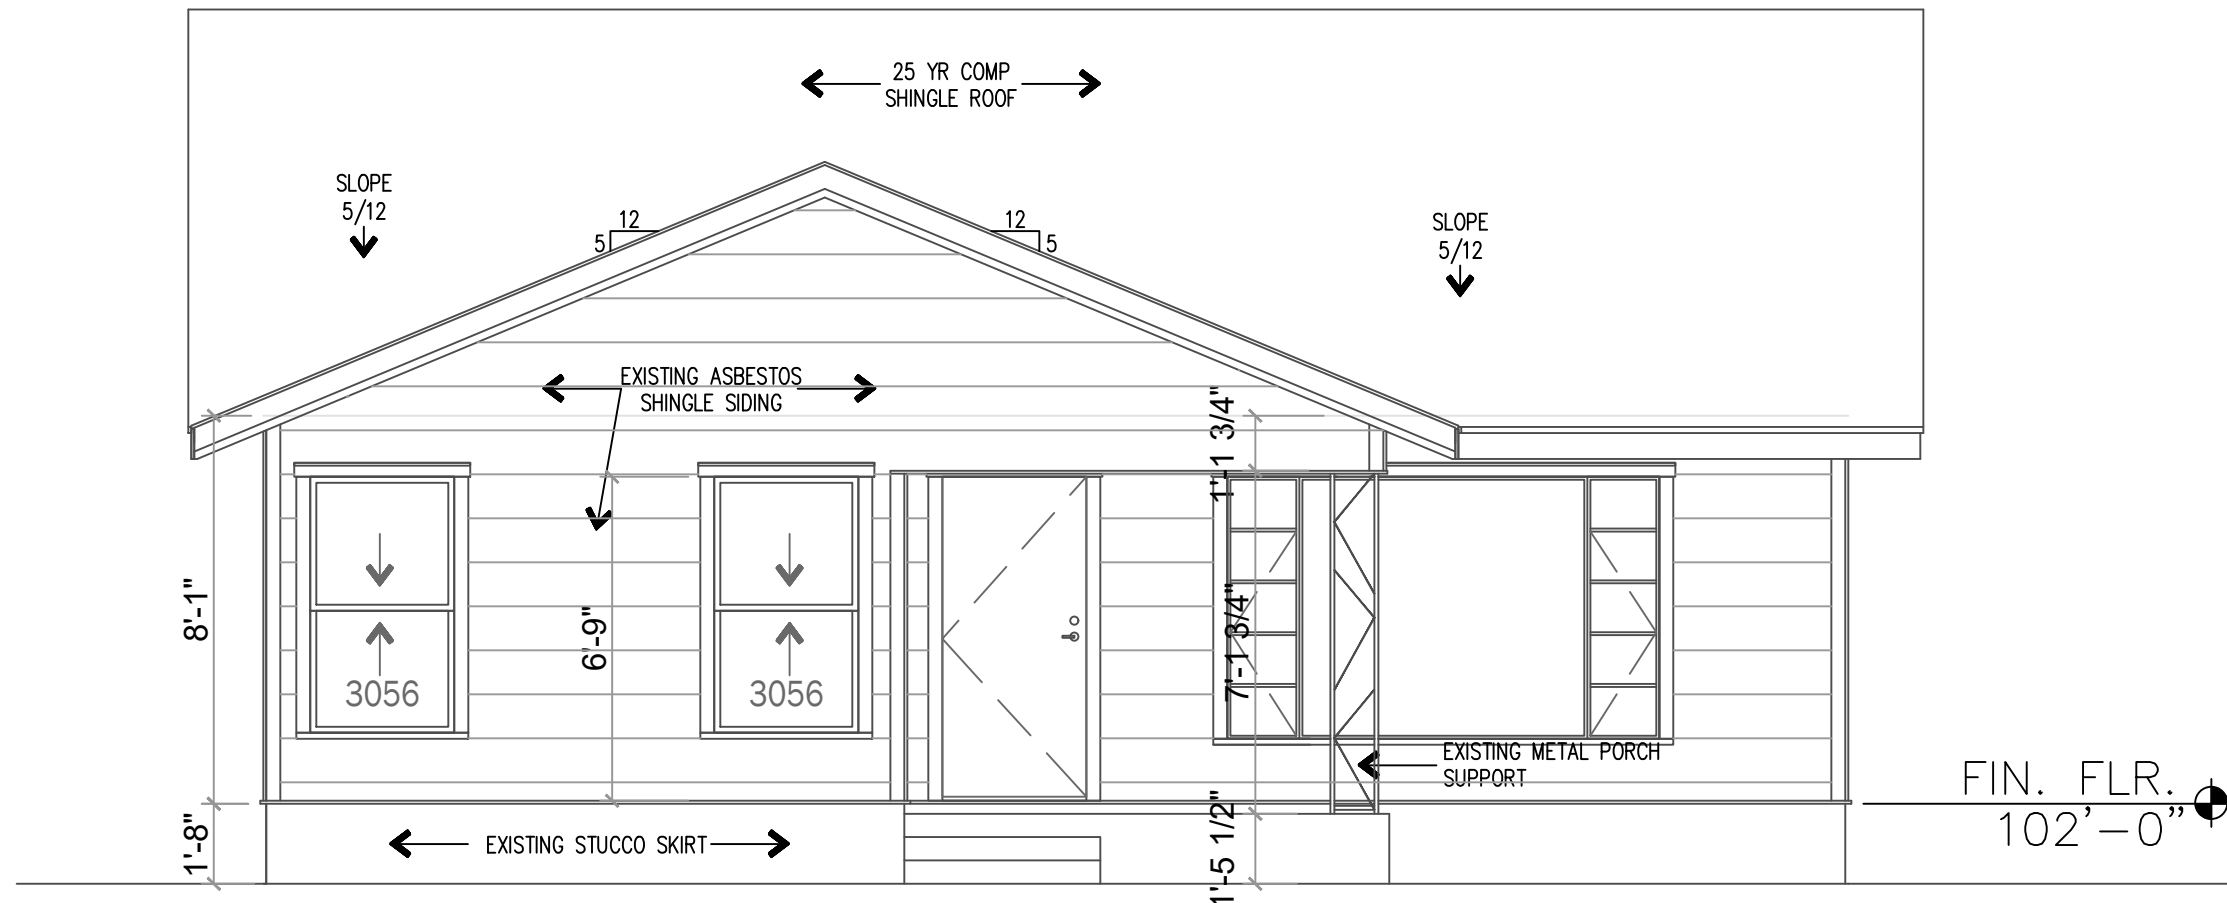 25 YR COMP
SHINGLE ROOF
SLOPE
5/12
12
5
12
5
SLOPE
5/12
EXISTING ASBESTOS
SHINGLE SIDING
1'-1 3/4"
8'-1"
6'-9"
7'-1 3/4"
3056
3056
EXISTING METAL PORCH
SUPPORT
FIN. FLR.
102'-0"
1'-8"
EXISTING STUCCO SKIRT
1'-5 1/2"